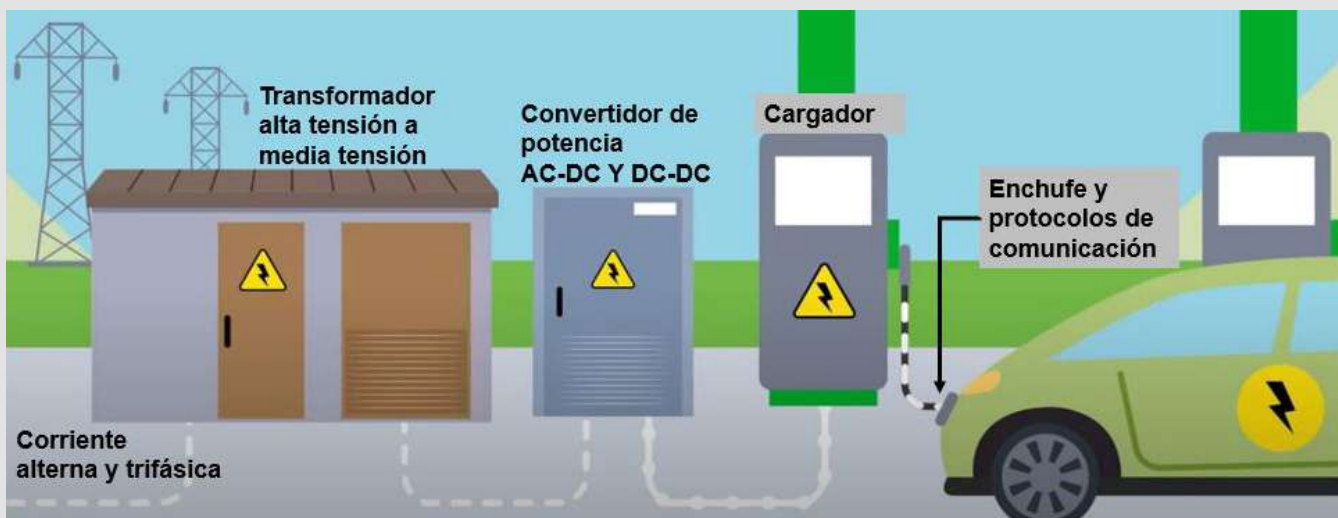 Transformador
alta tensión a
media tensión
Convertidor de
potencia
AC-DC Y DC-DC
Cargador
Enchufe y
protocolos de
comunicación
Corriente
alterna y trifásica